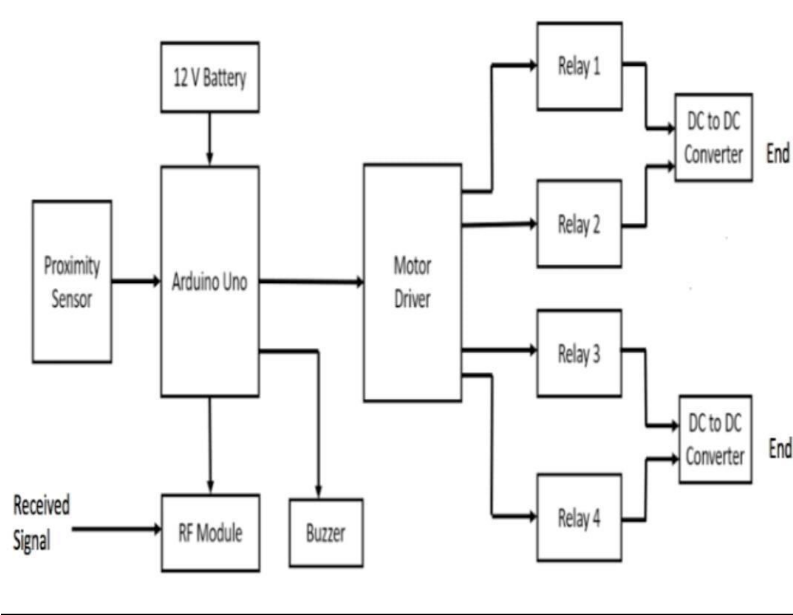 12 V Battery
Proximity
Sensor
Arduino Uno
Motor
Driver
Relay 1
Relay 2
Relay 3
Relay 4
DC to DC
Converter
End
DC to DC
Converter
End
Received
Signal
RF Module
Buzzer